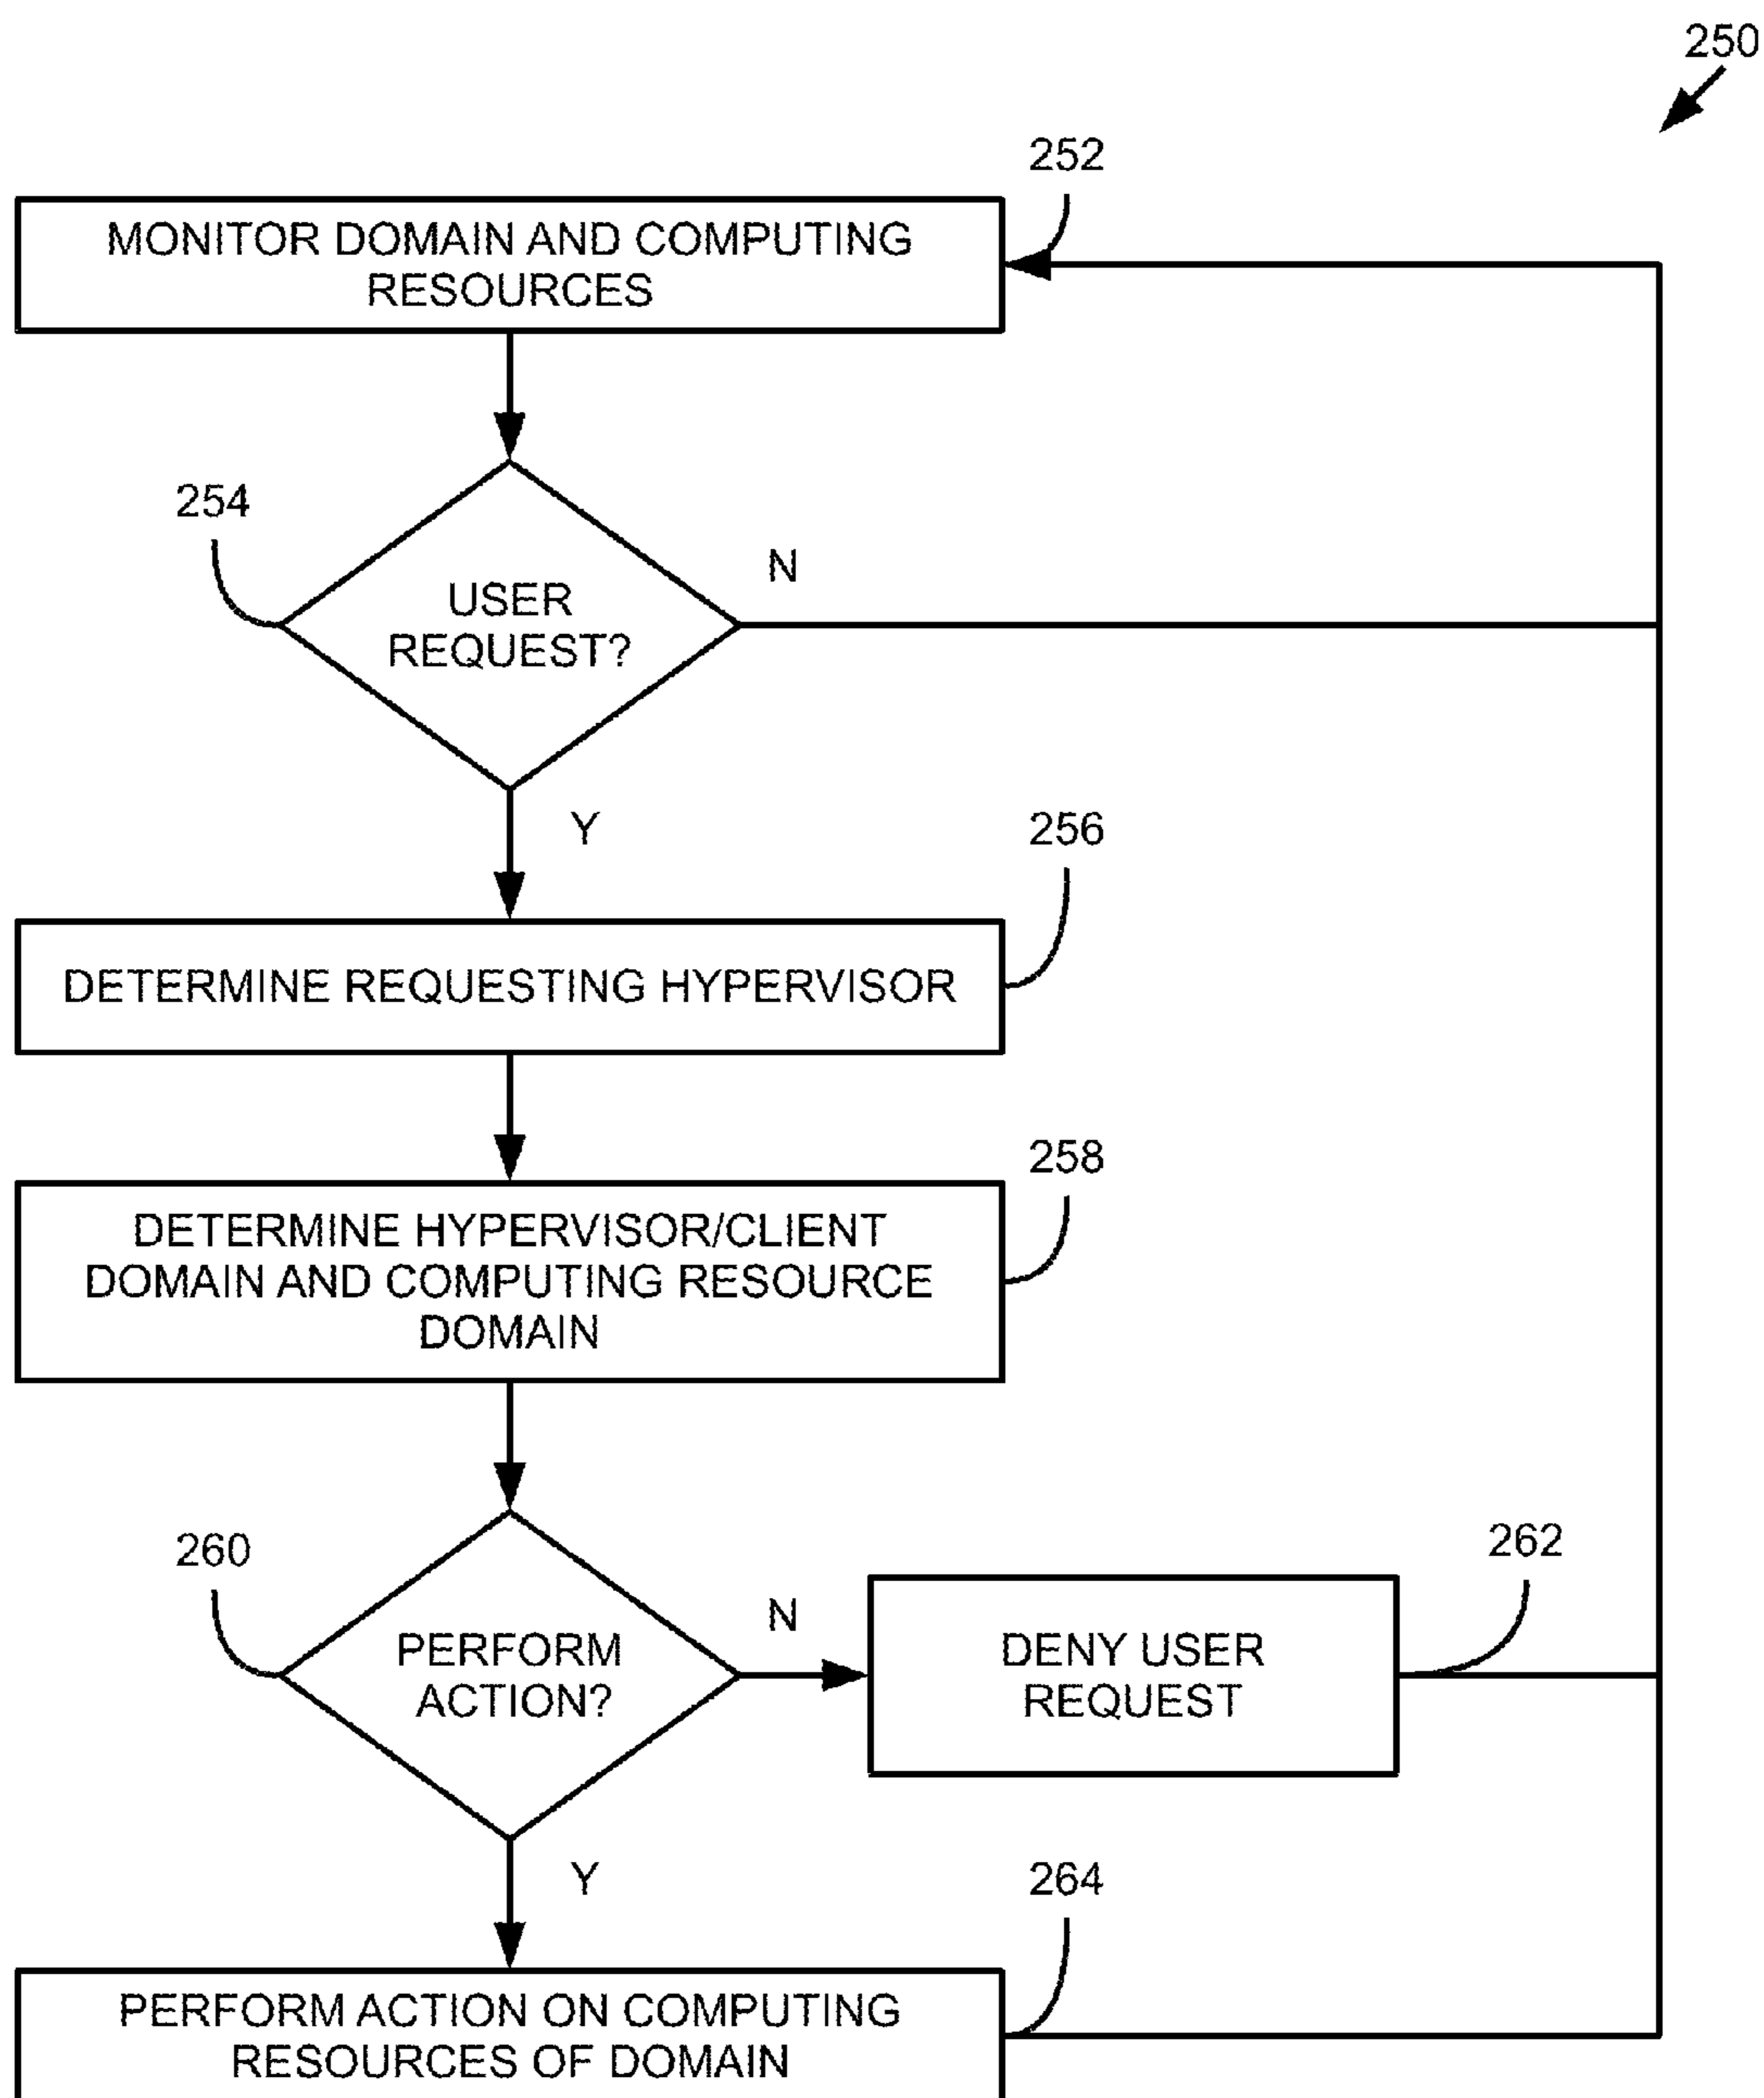 250
252
MONITOR DOMAIN AND COMPUTING
RESOURCES
254
N
USER
REQUEST?
Y
256
DETERMINE REQUESTING HYPERVISOR
258
DETERMINE HYPERVISOR/CLIENT
DOMAIN AND COMPUTING RESOURCE
DOMAIN
260
262
N
PERFORM
ACTION?
DENY USER
REQUEST
Y
264
PERFORM ACTION ON COMPUTING
RESOURCES OF DOMAIN